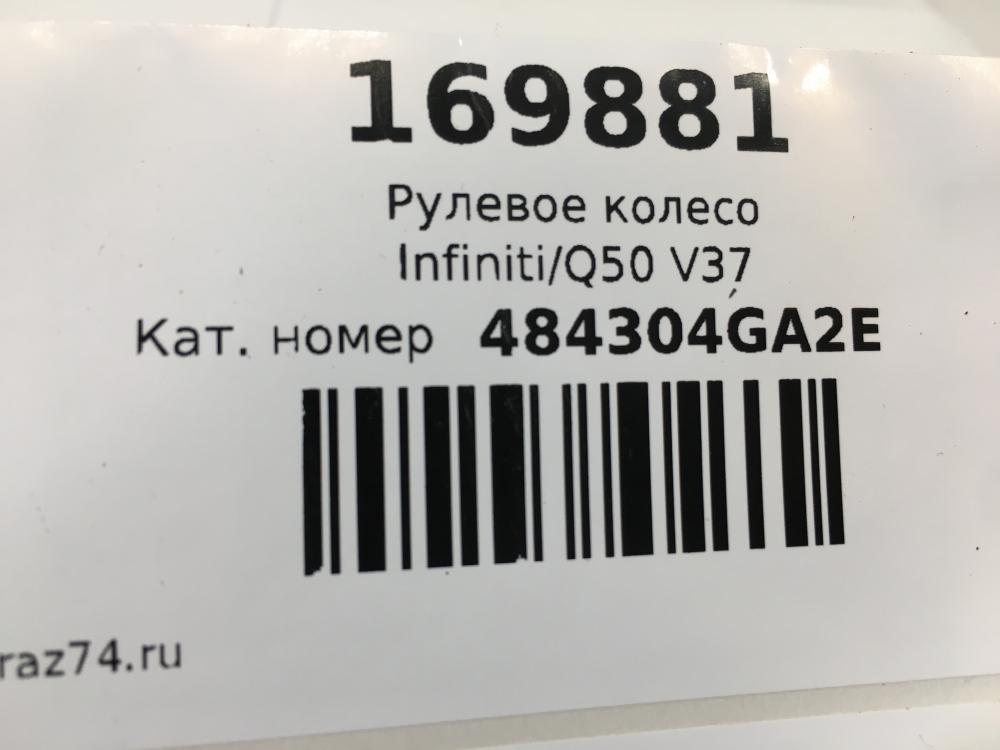 169881
Рулевое колесо
Infiniti/Q50 V37
Кат. номер 484304GA2E
raz74.ru